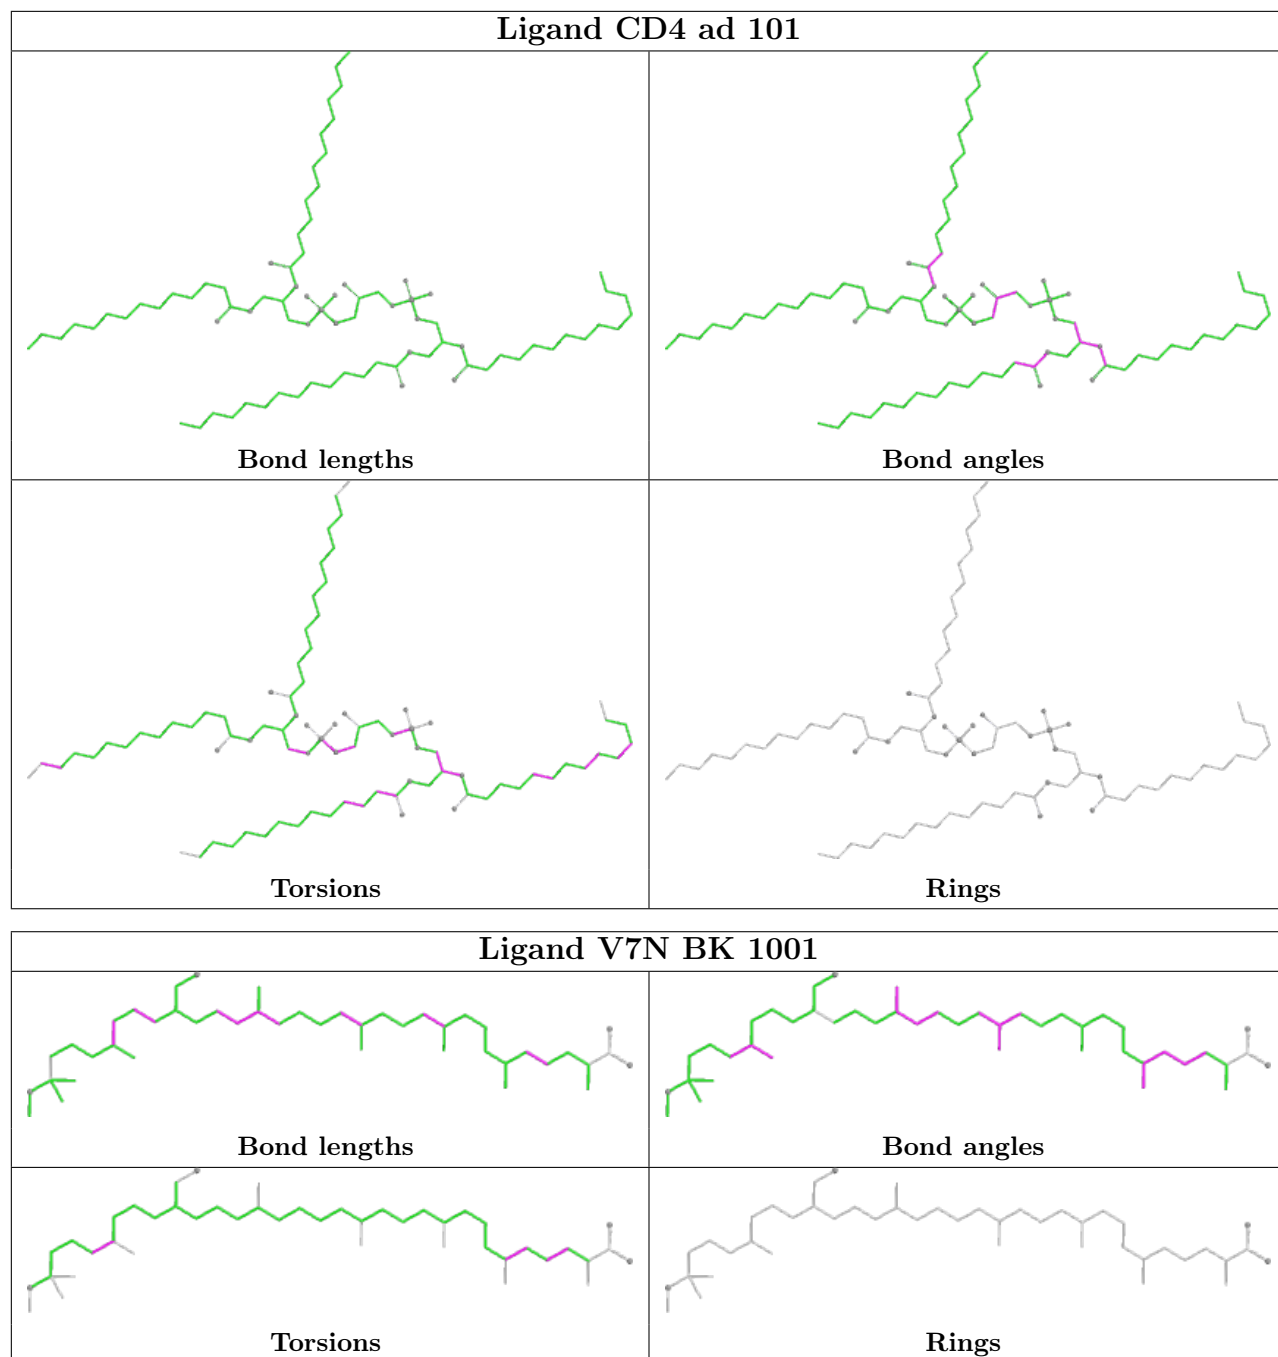 Ligand CD4 ad 101
Bond lengths
Bond angles
Torsions
Rings
Ligand V7N BK 1001
Bond lengths
Bond angles
Torsions
Rings